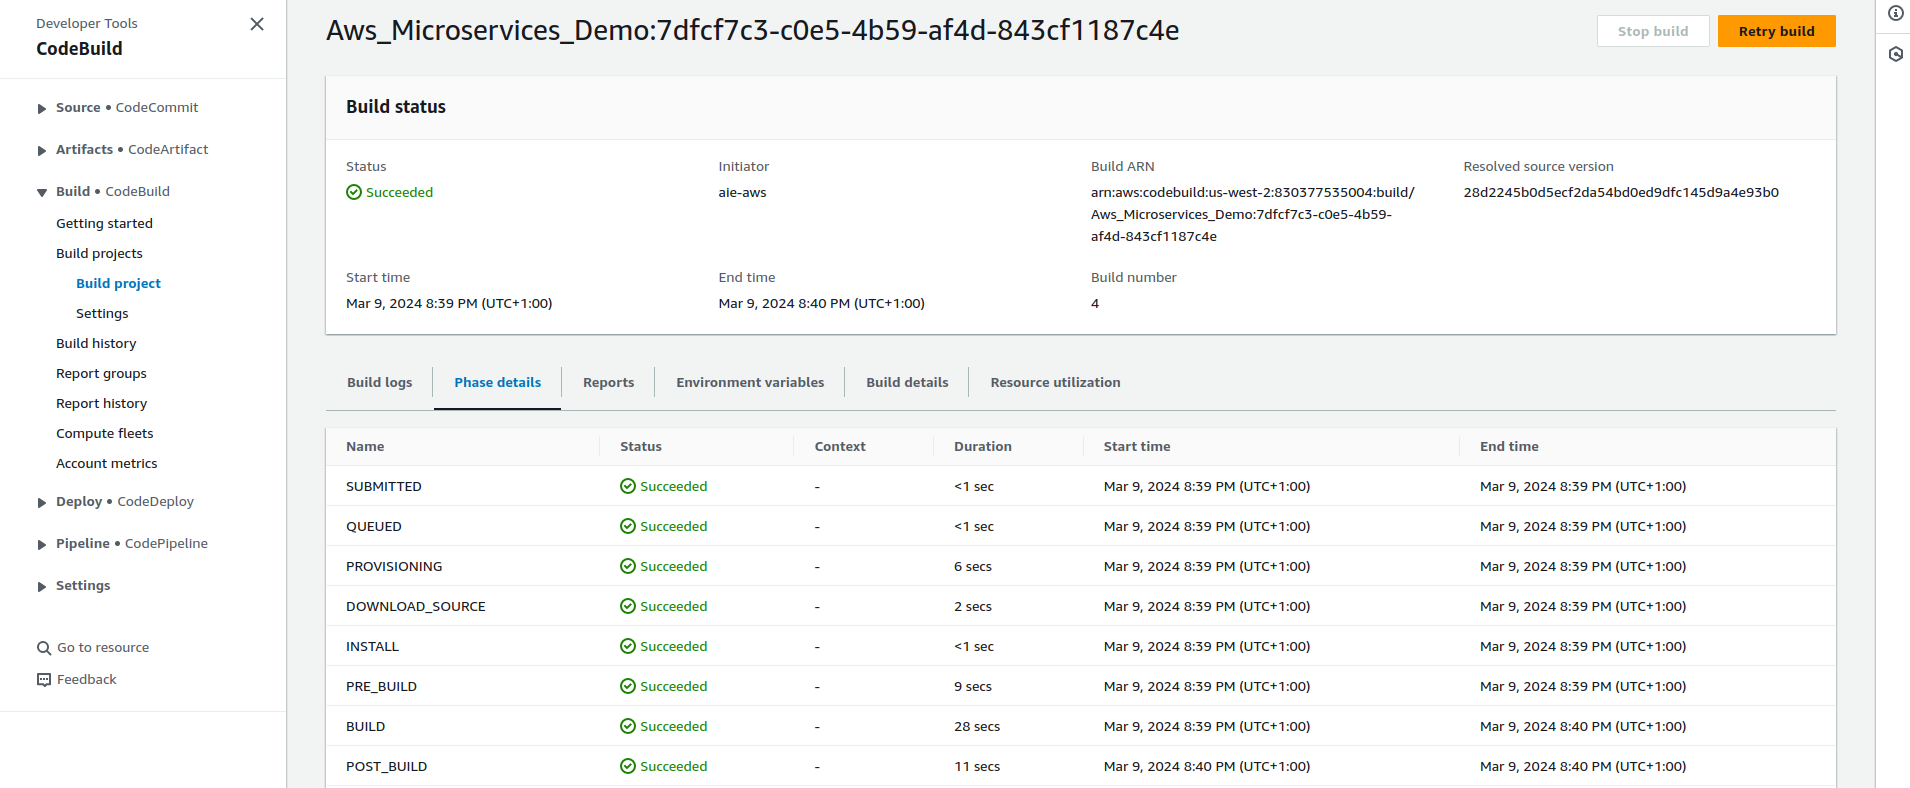 Developer Tools
CodeBuild
Source • CodeCommit
Artifacts • CodeArtifact
Build • CodeBuild
Getting started
Build projects
Build project
Settings
Build history
Report groups
Report history
Compute fleets
Account metrics
Deploy • CodeDeploy
Pipeline • CodePipeline
Settings
Go to resource
Feedback
Aws_Microservices_Demo:7dfcf7c3-c0e5-4b59-af4d-843cf1187c4e
Stop build
Retry build
Build status
Status
Succeeded
Initiator
aie-aws
Build ARN
arn:aws:codebuild:us-west-2:830377535004:build/
Aws_Microservices_Demo:7dfcf7c3-c0e5-4b59-
af4d-843cf1187c4e
Resolved source version
28d2245b0d5ecf2da54bd0ed9dfc145d9a4e93b0
Start time
Mar 9, 2024 8:39 PM (UTC+1:00)
End time
Mar 9, 2024 8:40 PM (UTC+1:00)
Build number
4
Build logs Phase details Reports Environment variables Build details Resource utilization
Name Status Context Duration Start time End time
SUBMITTED Succeeded - <1 sec Mar 9, 2024 8:39 PM (UTC+1:00) Mar 9, 2024 8:39 PM (UTC+1:00)
QUEUED Succeeded - <1 sec Mar 9, 2024 8:39 PM (UTC+1:00) Mar 9, 2024 8:39 PM (UTC+1:00)
PROVISIONING Succeeded - 6 secs Mar 9, 2024 8:39 PM (UTC+1:00) Mar 9, 2024 8:39 PM (UTC+1:00)
DOWNLOAD_SOURCE Succeeded - 2 secs Mar 9, 2024 8:39 PM (UTC+1:00) Mar 9, 2024 8:39 PM (UTC+1:00)
INSTALL Succeeded - <1 sec Mar 9, 2024 8:39 PM (UTC+1:00) Mar 9, 2024 8:39 PM (UTC+1:00)
PRE_BUILD Succeeded - 9 secs Mar 9, 2024 8:39 PM (UTC+1:00) Mar 9, 2024 8:39 PM (UTC+1:00)
BUILD Succeeded - 28 secs Mar 9, 2024 8:39 PM (UTC+1:00) Mar 9, 2024 8:40 PM (UTC+1:00)
POST_BUILD Succeeded - 11 secs Mar 9, 2024 8:40 PM (UTC+1:00) Mar 9, 2024 8:40 PM (UTC+1:00)